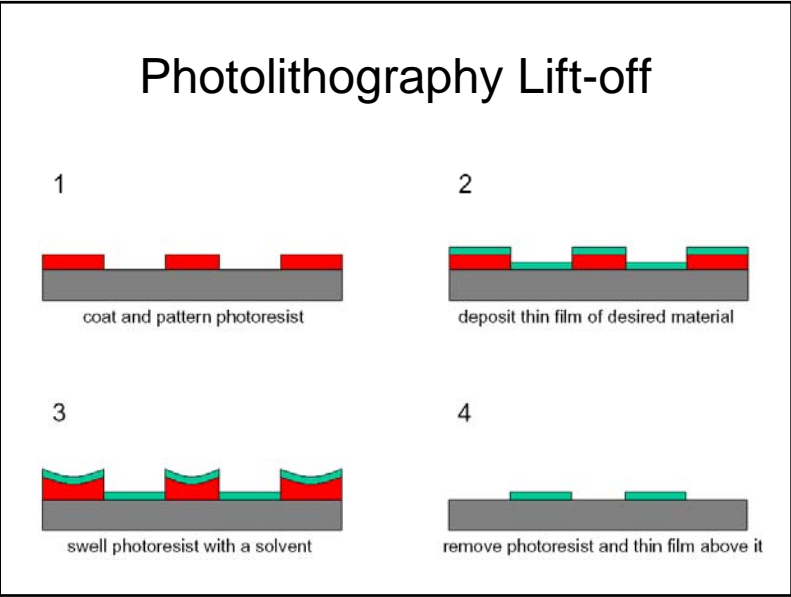 Photolithography Lift-off
1
coat and pattern photoresist
2
deposit thin film of desired material
3
swell photoresist with a solvent
4
remove photoresist and thin film above it